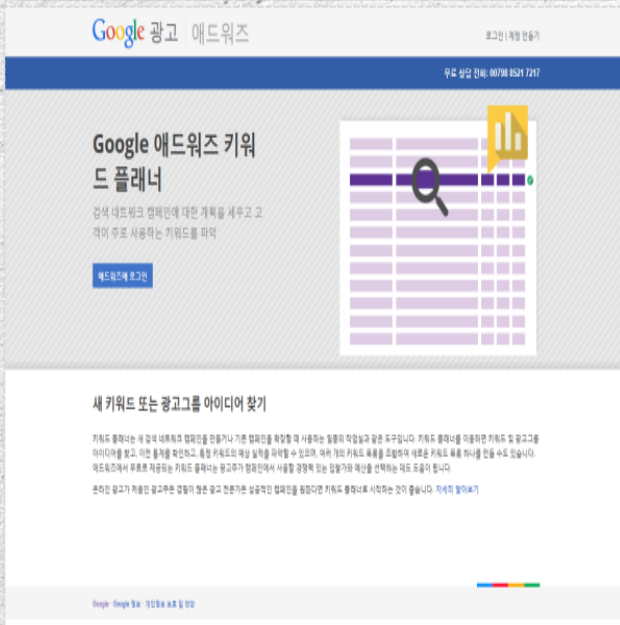 Google 광고 애드워즈
로그인 | 계정 만들기
무료 상담 전화: 00798 8521 7217
Google 애드워즈 키워
드 플래너
검색 네트워크 캠페인에 대한 계획을 세우고 고
객이 주로 사용하는 키워드를 파악
애드워즈에 로그인
새 키워드 또는 광고그룹 아이디어 찾기
키워드 플래너는 새 검색 네트워크 캠페인을 만들거나 기존 캠페인을 확장할 때 사용하는 일종의 작업실과 같은 도구입니다. 키워드 플래너를 이용하면 키워드 및 광고그룹
아이디어를 찾고, 이전 통계를 확인하고, 특정 키워드의 예상 실적을 파악할 수 있으며, 여러 개의 키워드 목록을 조합하여 새로운 키워드 목록 하나를 만들 수도 있습니다.
애드워즈에서 무료로 제공되는 키워드 플래너는 광고주가 캠페인에서 사용할 경쟁력 있는 입찰가와 예산을 선택하는 데도 도움이 됩니다.
온라인 광고가 처음인 광고주든 경험이 많은 광고 전문가든 성공적인 캠페인을 원한다면 키워드 플래너로 시작하는 것이 좋습니다. 자세히 알아보기
Google · Google 정보 · 개인정보 보호 및 약관